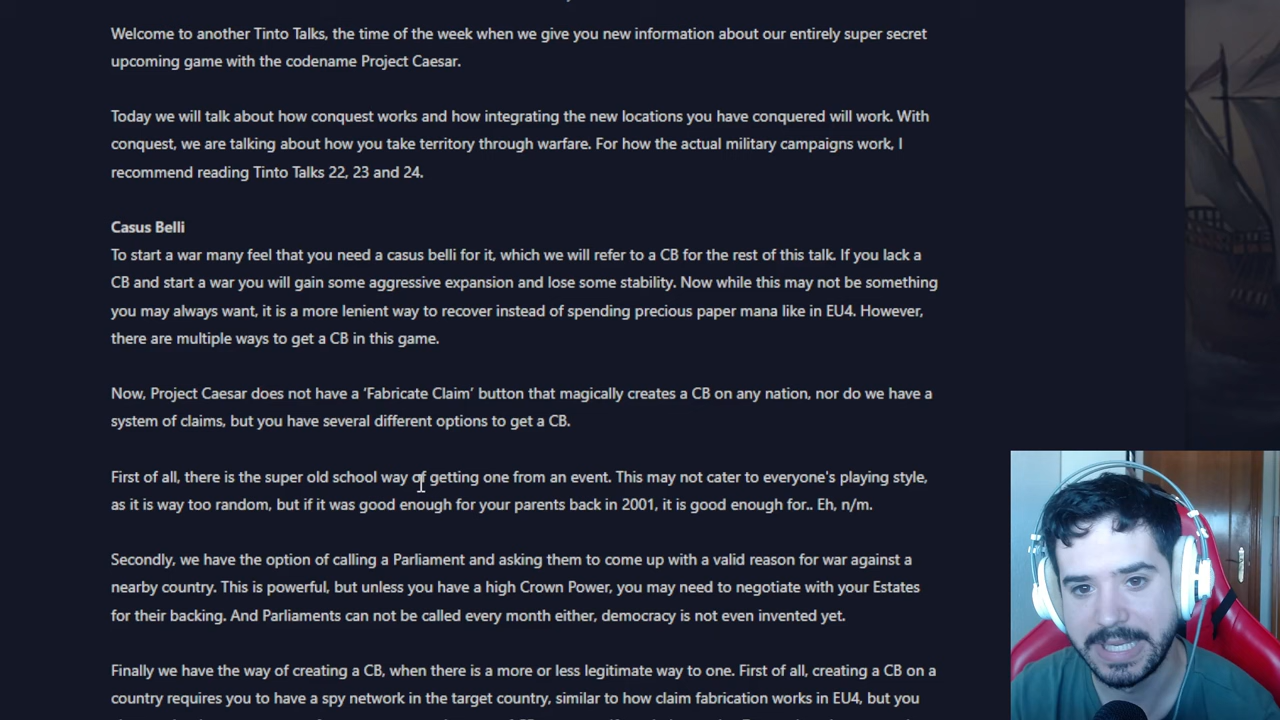 Welcome to another Tinto Talks, the time of the week when we give you new information about our entirely super secret
upcoming game with the codename Project Caesar.
Today we will talk about how conquest works and how integrating the new locations you have conquered will work. With
conquest, we are talking about how you take territory through warfare. For how the actual military campaigns work, I
recommend reading Tinto Talks 22, 23 and 24.
Casus Belli
To start a war many feel that you need a casus belli for it, which we will refer to a CB for the rest of this talk. If you lack a
CB and start a war you will gain some aggressive expansion and lose some stability. Now while this may not be something
you may always want, it is a more lenient way to recover instead of spending precious paper mana like in EU4. However,
there are multiple ways to get a CB in this game.
Now, Project Caesar does not have a ‘Fabricate Claim’ button that magically creates a CB on any nation, nor do we have a
system of claims, but you have several different options to get a CB.
First of all, there is the super old school way of getting one from an event. This may not cater to everyone's playing style,
as it is way too random, but if it was good enough for your parents back in 2001, it is good enough for.. Eh, n/m.
Secondly, we have the option of calling a Parliament and asking them to come up with a valid reason for war against a
nearby country. This is powerful, but unless you have a high Crown Power, you may need to negotiate with your Estates
for their backing. And Parliaments can not be called every month either, democracy is not even invented yet.
Finally we have the way of creating a CB, when there is a more or less legitimate way to one. First of all, creating a CB on a
country requires you to have a spy network in the target country, similar to how claim fabrication works in EU4, but you